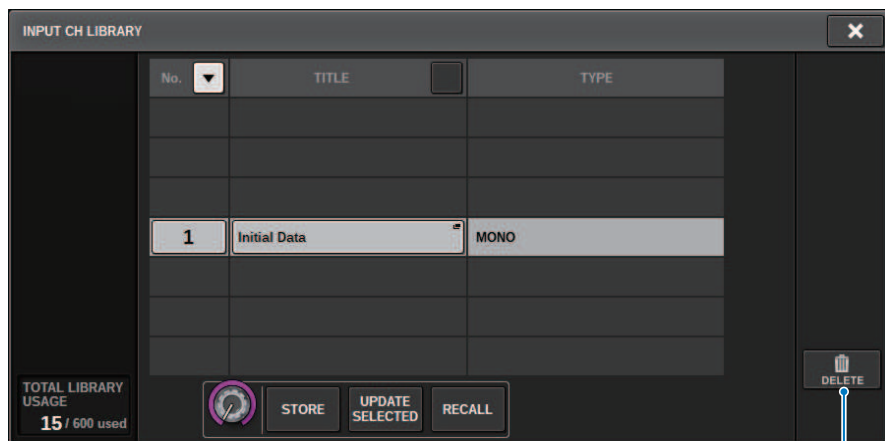 INPUT CH LIBRARY
No. TITLE TYPE
1 Initial Data MONO
DELETE
TOTAL LIBRARY
USAGE
15 / 600 used
STORE
UPDATE
SELECTED
RECALL